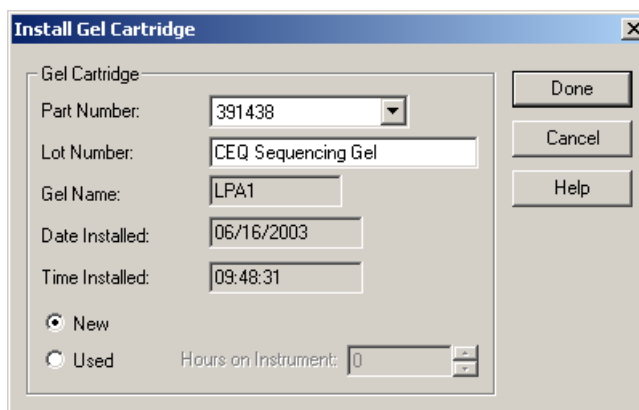 Install Gel Cartridge
Gel Cartridge
Part Number: 391438
Lot Number: CEQ Sequencing Gel
Gel Name: LPA1
Date Installed: 06/16/2003
Time Installed: 09:48:31
New
Used Hours on Instrument: 0
Done
Cancel
Help